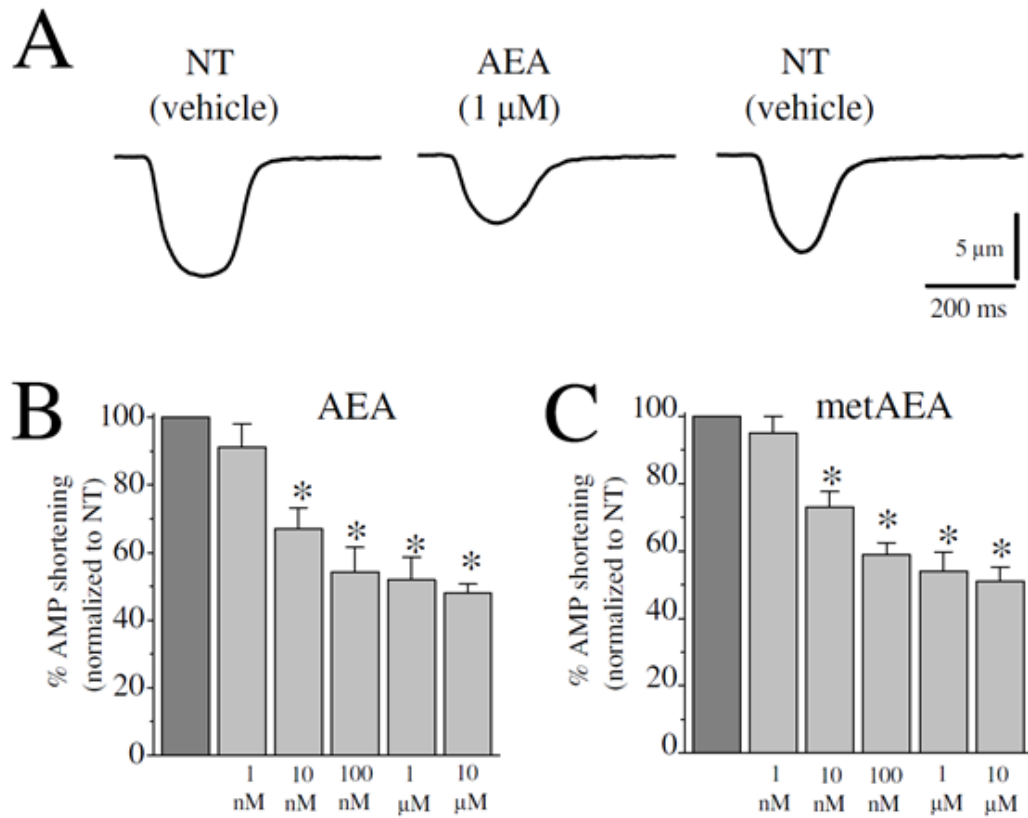 A
NT
(vehicle)
AEA
(1 μM)
NT
(vehicle)
5 μm
200 ms
B
AEA
% AMP shortening
(normalized to NT)
100
80
60
40
20
0
* * * *
1 10 100 1 10
nM nM nM μM μM
C
metAEA
% AMP shortening
(normalized to NT)
100
80
60
40
20
0
* * * *
1 10 100 1 10
nM nM nM μM μM